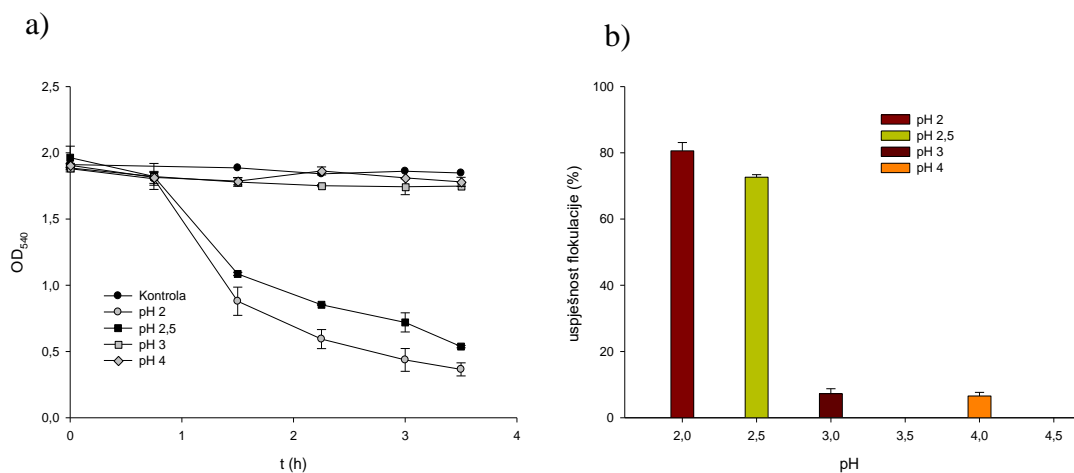 a)
2,5
2,0
1,5
1,0
0,5
0,0
OD540
Kontrola
pH 2
pH 2,5
pH 3
pH 4
0
1
2
3
4
t (h)
b)
100
80
60
40
20
0
uspješnost flokulacije (%)
pH 2
pH 2,5
pH 3
pH 4
2,0
2,5
3,0
3,5
4,0
4,5
pH